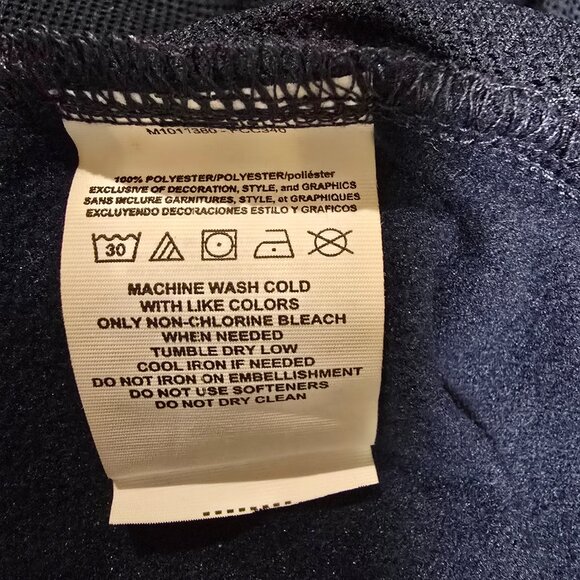 100% POLYESTER/POLYESTER/poliéster
EXCLUSIVE OF DECORATION, STYLE, and GRAPHICS
SANS INCLURE GARNITURES, STYLE, et GRAPHIQUES
EXCLUYENDO DECORACIONES ESTILO Y GRAFICOS
30
MACHINE WASH COLD
WITH LIKE COLORS
ONLY NON-CHLORINE BLEACH
WHEN NEEDED
TUMBLE DRY LOW
COOL IRON IF NEEDED
DO NOT IRON ON EMBELLISHMENT
DO NOT USE SOFTENERS
DO NOT DRY CLEAN